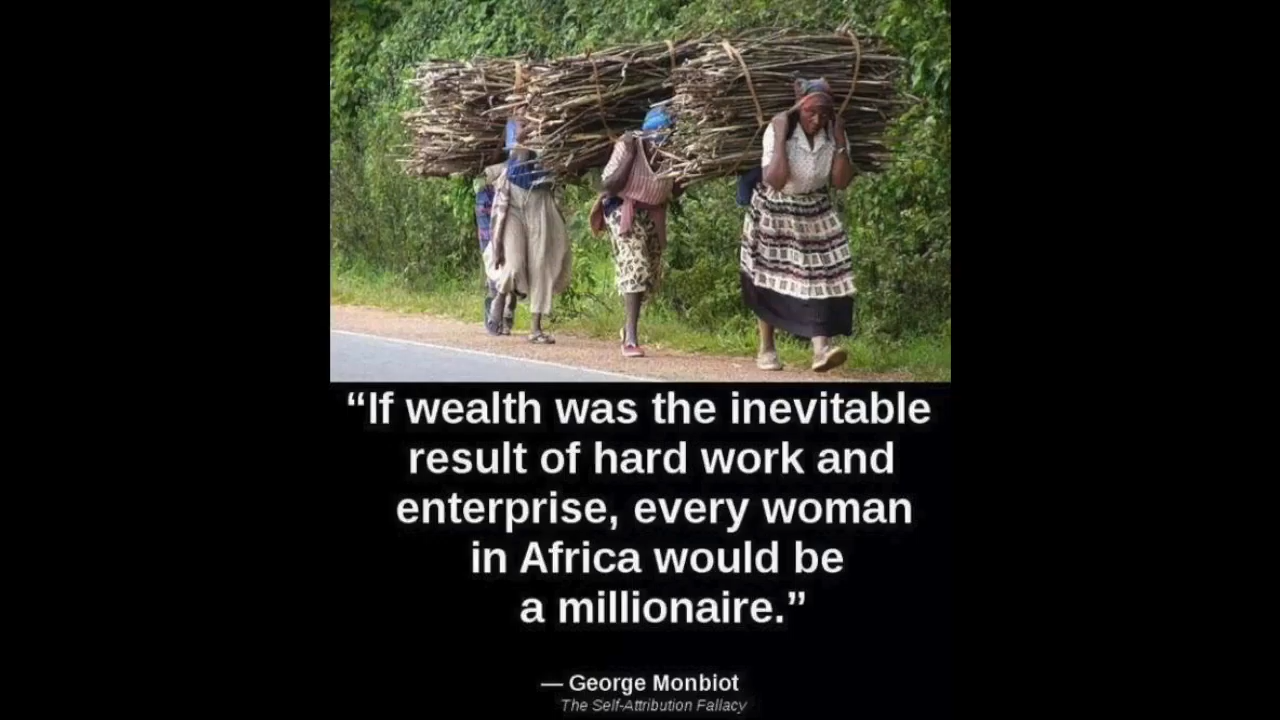 “If wealth was the inevitable
result of hard work and
enterprise, every woman
in Africa would be
a millionaire.”
— George Monbiot
The Self-Attribution Fallacy